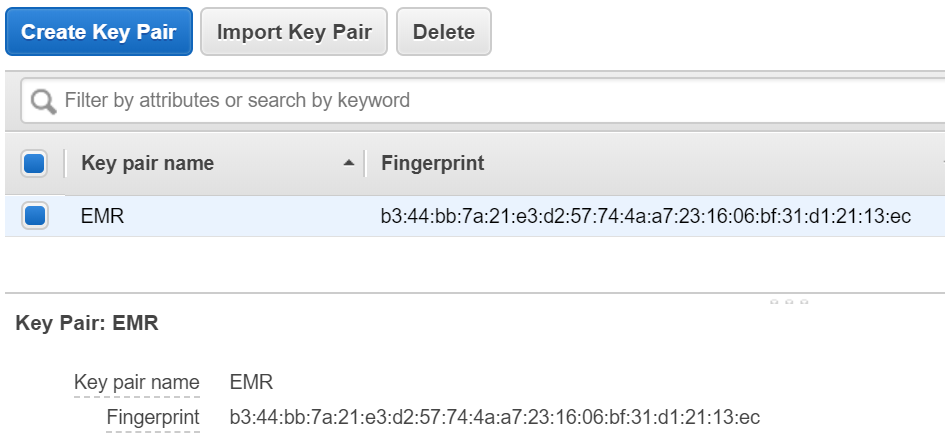 Create Key Pair Import Key Pair Delete
Filter by attributes or search by keyword
Key pair name Fingerprint
EMR b3:44:bb:7a:21:e3:d2:57:74:4a:a7:23:16:06:bf:31:d1:21:13:ec
Key Pair: EMR
Key pair name EMR
Fingerprint b3:44:bb:7a:21:e3:d2:57:74:4a:a7:23:16:06:bf:31:d1:21:13:ec